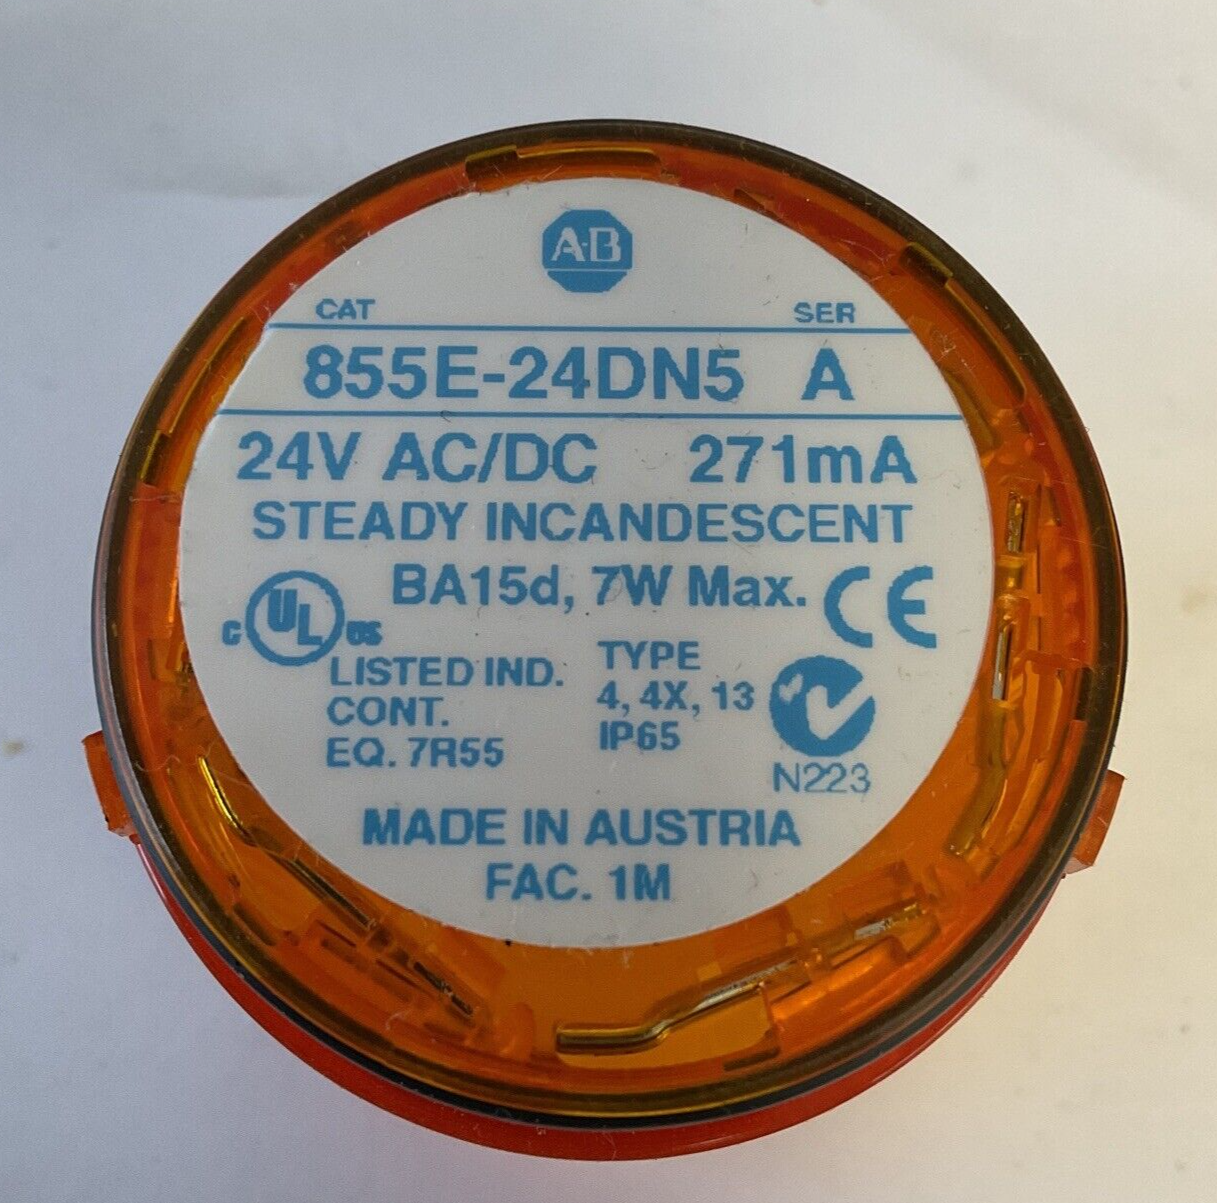 A-B
CAT SER
855E-24DN5 A
24V AC/DC 271mA
STEADY INCANDESCENT
BA15d, 7W Max. CE
C UL US
LISTED IND.
CONT.
EQ. 7R55
TYPE
4, 4X, 13
IP65
N223
MADE IN AUSTRIA
FAC. 1M